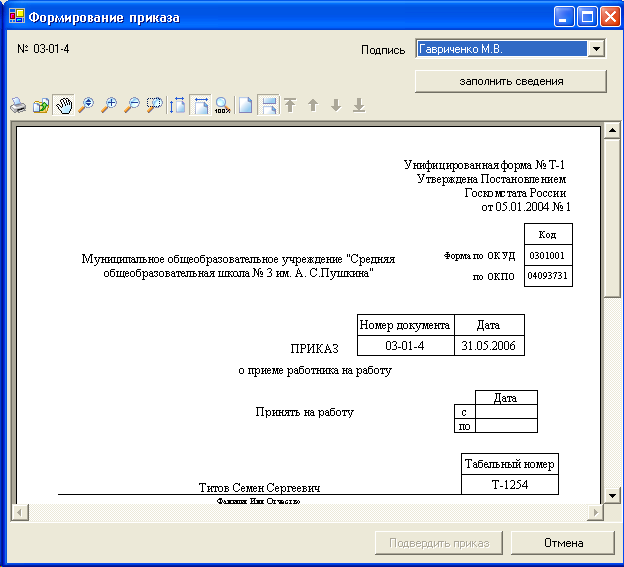 Формирование приказа
№ 03-01-4
Подпись
Гавриченко М.В.
заполнить сведения
100%
Унифицированная форма № Т-1
Утверждена Постановлением
Госкомстата России
от 05.01.2004 № 1
Код
Форма по ОКУД 0301001
Муниципальное общеобразовательное учреждение "Средняя
общеобразовательная школа № 3 им. А. С.Пушкина"
по ОКПО 04093731
Номер документа Дата
ПРИКАЗ 03-01-4 31.05.2006
о приеме работника на работу
Дата
Принять на работу с
по
Табельный номер
Титов Семен Сергеевич Т-1254
Фамилия Имя Отчество
Подвердить приказ
Отмена